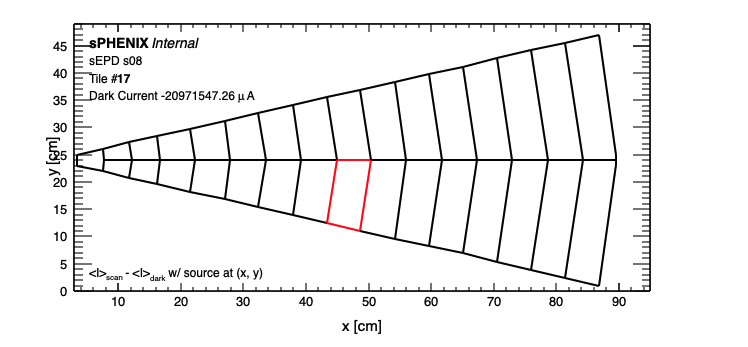 sPHENIX Internal
sEPD s08
Tile #17
Dark Current -20971547.26 μA
y [cm]
45
40
35
30
25
20
15
10
5
0
<I>scan - <I>dark w/ source at (x, y)
10 20 30 40 50 60 70 80 90
x [cm]